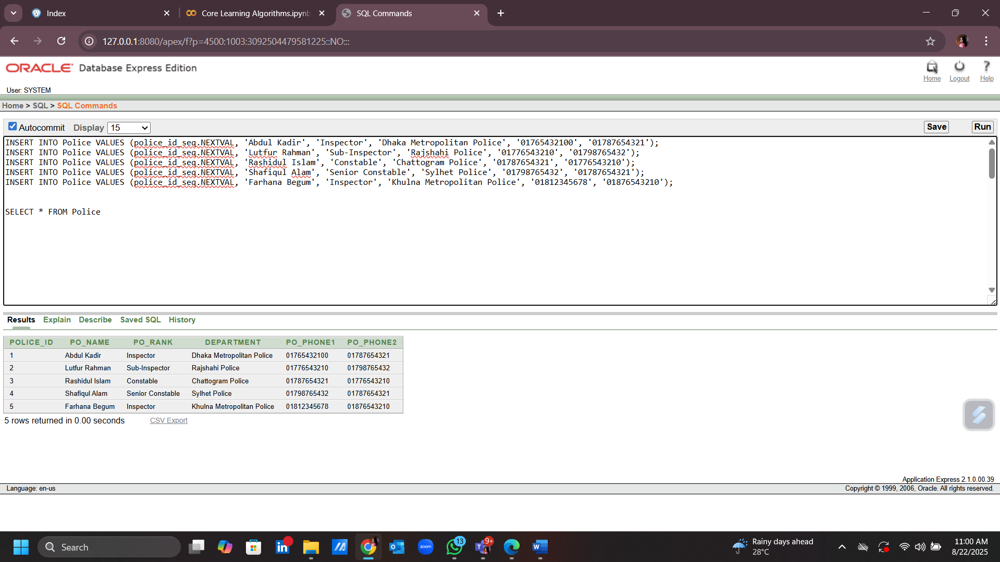 Index
Core Learning Algorithms.ipynb
SQL Commands
127.0.0.1:8080/apex/f?p=4500:1003:3092504479581225::NO:::
ORACLE Database Express Edition
Home Logout Help
User: SYSTEM
Home > SQL > SQL Commands
Autocommit Display 15 Save Run
INSERT INTO Police VALUES (police_id_seq.NEXTVAL, 'Abdul Kadir', 'Inspector', 'Dhaka Metropolitan Police', '01765432100', '01787654321');
INSERT INTO Police VALUES (police_id_seq.NEXTVAL, 'Lutfur Rahman', 'Sub-Inspector', 'Rajshahi Police', '01776543210', '01798765432');
INSERT INTO Police VALUES (police_id_seq.NEXTVAL, 'Rashidul Islam', 'Constable', 'Chattogram Police', '01787654321', '01776543210');
INSERT INTO Police VALUES (police_id_seq.NEXTVAL, 'Shafiqul Alam', 'Senior Constable', 'Sylhet Police', '01798765432', '01787654321');
INSERT INTO Police VALUES (police_id_seq.NEXTVAL, 'Farhana Begum', 'Inspector', 'Khulna Metropolitan Police', '01812345678', '01876543210');
SELECT * FROM Police
Results Explain Describe Saved SQL History
POLICE_ID PO_NAME PO_RANK DEPARTMENT PO_PHONE1 PO_PHONE2
1 Abdul Kadir Inspector Dhaka Metropolitan Police 01765432100 01787654321
2 Lutfur Rahman Sub-Inspector Rajshahi Police 01776543210 01798765432
3 Rashidul Islam Constable Chattogram Police 01787654321 01776543210
4 Shafiqul Alam Senior Constable Sylhet Police 01798765432 01787654321
5 Farhana Begum Inspector Khulna Metropolitan Police 01812345678 01876543210
5 rows returned in 0.00 seconds CSV Export
Application Express 2.1.0.00.39
Language: en-us Copyright © 1999, 2006, Oracle. All rights reserved.
Search
zoom
13
9+
Rainy days ahead
28°C
11:00 AM
8/22/2025